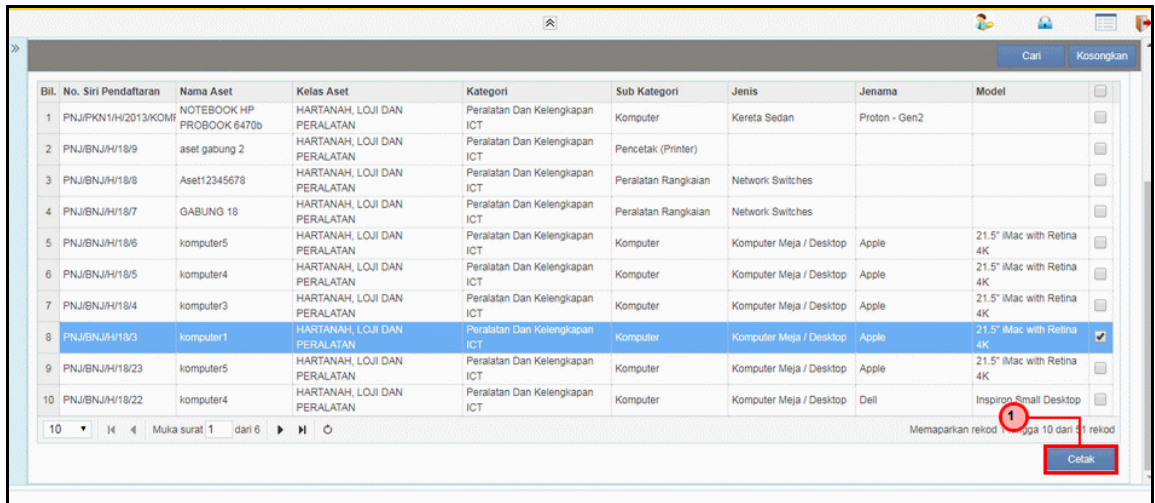 Cari Kosongkan
Bil. No. Siri Pendaftaran Nama Aset Kelas Aset Kategori Sub Kategori Jenis Jenama Model
1 PNJ/PKN1/H/2013/KOMF NOTEBOOK HP PROBOOK 6470b HARTANAH, LOJI DAN PERALATAN Peralatan Dan Kelengkapan ICT Komputer Kereta Sedan Proton - Gen2
2 PNJ/BNJ/H/18/9 aset gabung 2 HARTANAH, LOJI DAN PERALATAN Peralatan Dan Kelengkapan ICT Pencetak (Printer)
3 PNJ/BNJ/H/18/8 Aset12345678 HARTANAH, LOJI DAN PERALATAN Peralatan Dan Kelengkapan ICT Peralatan Rangkaian Network Switches
4 PNJ/BNJ/H/18/7 GABUNG 18 HARTANAH, LOJI DAN PERALATAN Peralatan Dan Kelengkapan ICT Peralatan Rangkaian Network Switches
5 PNJ/BNJ/H/18/6 komputer5 HARTANAH, LOJI DAN PERALATAN Peralatan Dan Kelengkapan ICT Komputer Komputer Meja / Desktop Apple 21.5" iMac with Retina 4K
6 PNJ/BNJ/H/18/5 komputer4 HARTANAH, LOJI DAN PERALATAN Peralatan Dan Kelengkapan ICT Komputer Komputer Meja / Desktop Apple 21.5" iMac with Retina 4K
7 PNJ/BNJ/H/18/4 komputer3 HARTANAH, LOJI DAN PERALATAN Peralatan Dan Kelengkapan ICT Komputer Komputer Meja / Desktop Apple 21.5" iMac with Retina 4K
8 PNJ/BNJ/H/18/3 komputer1 HARTANAH, LOJI DAN PERALATAN Peralatan Dan Kelengkapan ICT Komputer Komputer Meja / Desktop Apple 21.5" iMac with Retina 4K
9 PNJ/BNJ/H/18/23 komputer5 HARTANAH, LOJI DAN PERALATAN Peralatan Dan Kelengkapan ICT Komputer Komputer Meja / Desktop Apple 21.5" iMac with Retina 4K
10 PNJ/BNJ/H/18/22 komputer4 HARTANAH, LOJI DAN PERALATAN Peralatan Dan Kelengkapan ICT Komputer Komputer Meja / Desktop Dell Inspiron Small Desktop
1
10 Muka surat 1 dari 6 Memaparkan rekod 10 dari rekod
Cetak